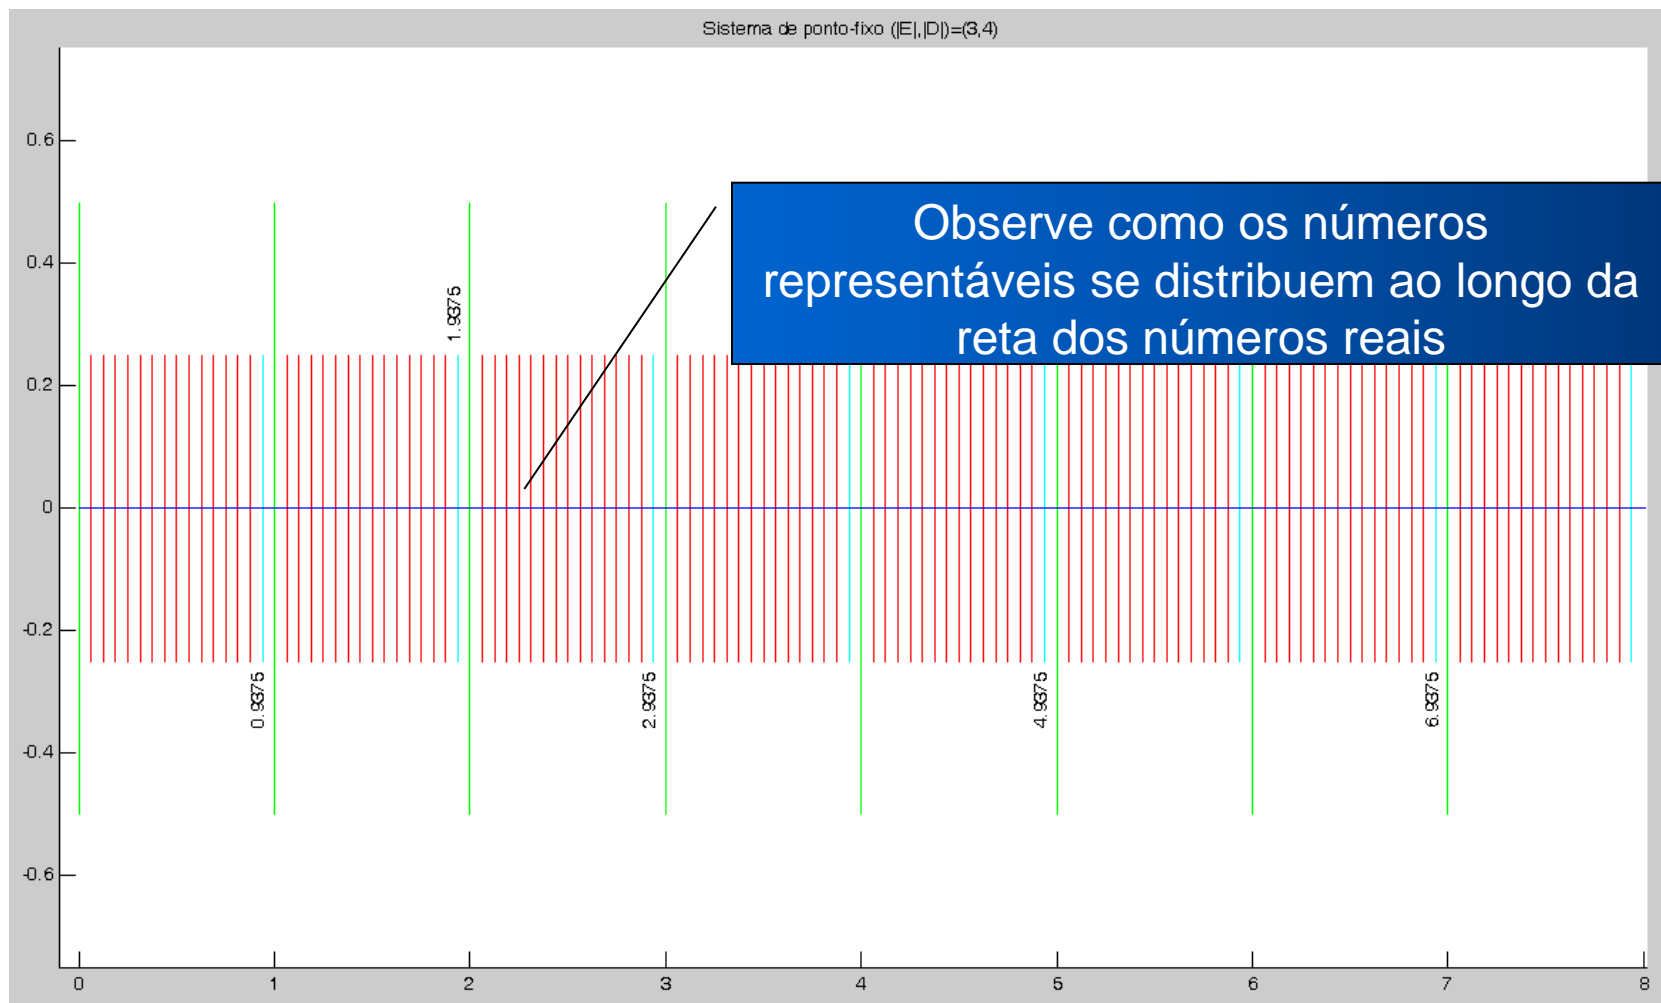 Sistema de ponto-fixo (|E|,|D|)=(3,4)
0.6
Observe como os números
representáveis se distribuem ao longo da
reta dos números reais
0.4
1.9375
0.2
0
-0.2
0.9375
2.9375
4.9375
6.9375
-0.4
-0.6
0 1 2 3 4 5 6 7 8